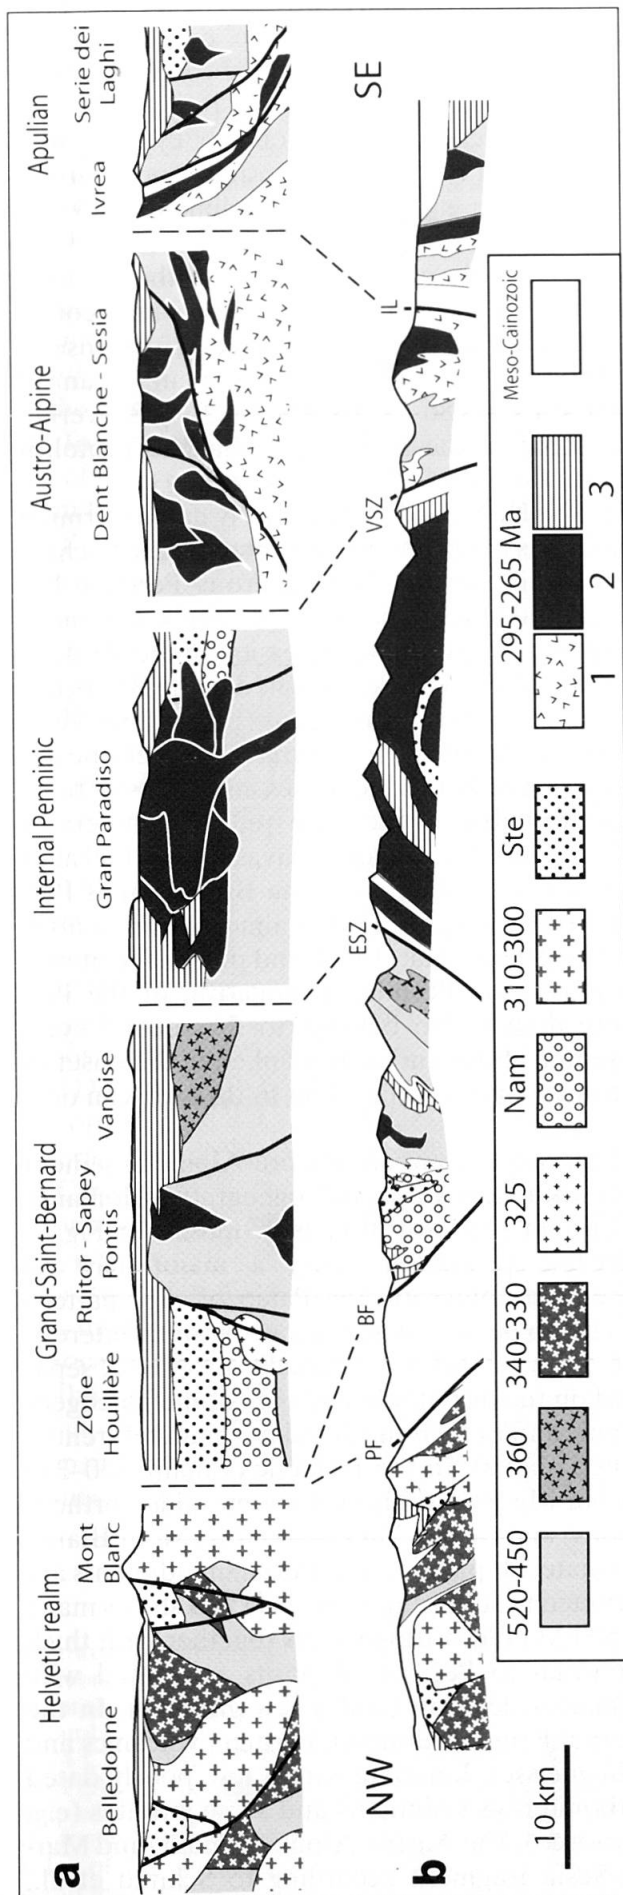 a
Helvetic realm
Grand-Saint-Bernard
Internal Penninic
Austro-Alpine
Apulian
Belledonne
Mont
Blanc
Zone
Houillère
Ruitor - Sapey
Pontis
Vanoise
Gran Paradiso
Dent Blanche - Sesia
Ivrea
Serie dei
Laghi
b
NW
PF
BF
ESZ
VSZ
IL
SE
10 km
520-450
360
340-330
325
Nam
310-300
Ste
295-265 Ma
Meso-Cainozoic
1
2
3